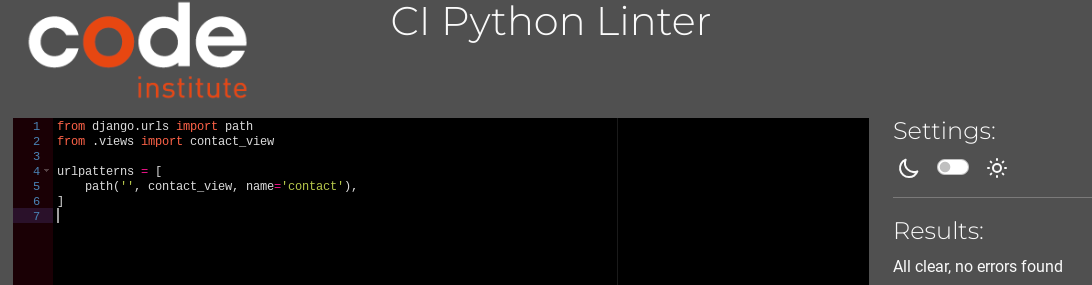 code
institute
CI Python Linter
1 from django.urls import path
2 from .views import contact_view
3
4 urlpatterns = [
5     path('', contact_view, name='contact'),
6 ]
7
Settings:
Results:
All clear, no errors found